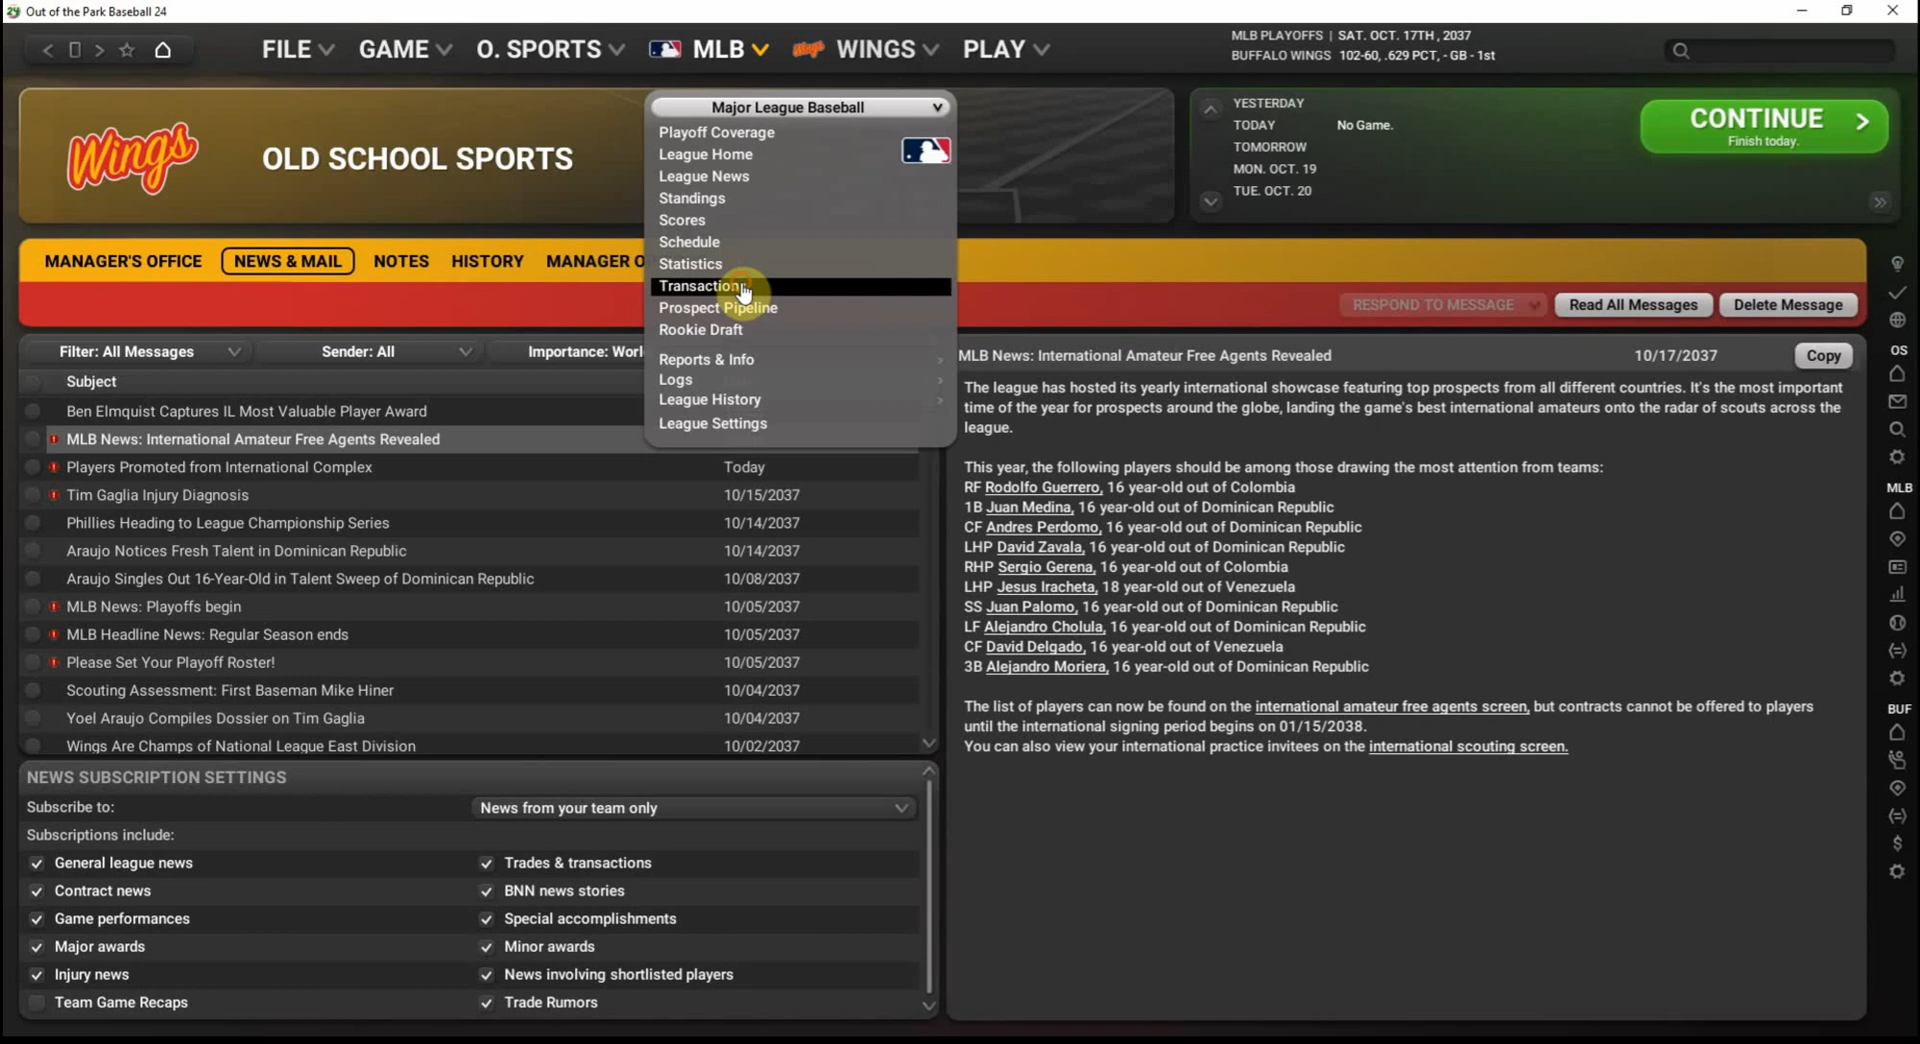 Out of the Park Baseball 24
FILE GAME O. SPORTS MLB WINGS PLAY
MLB PLAYOFFS | SAT. OCT. 17TH, 2037
BUFFALO WINGS 102-60, .629 PCT, - GB - 1st
Wings
OLD SCHOOL SPORTS
Major League Baseball
Playoff Coverage
League Home
League News
Standings
Scores
Schedule
Statistics
Transactions
Prospect Pipeline
Rookie Draft
Reports & Info
Logs
League History
League Settings
YESTERDAY
TODAY No Game.
TOMORROW
MON. OCT. 19
TUE. OCT. 20
CONTINUE
Finish today.
MANAGER'S OFFICE NEWS & MAIL NOTES HISTORY MANAGER O
RESPOND TO MESSAGE Read All Messages Delete Message
Filter: All Messages Sender: All Importance: Worl
Subject
Ben Elmquist Captures IL Most Valuable Player Award
MLB News: International Amateur Free Agents Revealed
Players Promoted from International Complex Today
Tim Gaglia Injury Diagnosis 10/15/2037
Phillies Heading to League Championship Series 10/14/2037
Araujo Notices Fresh Talent in Dominican Republic 10/14/2037
Araujo Singles Out 16-Year-Old in Talent Sweep of Dominican Republic 10/08/2037
MLB News: Playoffs begin 10/05/2037
MLB Headline News: Regular Season ends 10/05/2037
Please Set Your Playoff Roster! 10/05/2037
Scouting Assessment: First Baseman Mike Hiner 10/04/2037
Yoel Araujo Compiles Dossier on Tim Gaglia 10/04/2037
Wings Are Champs of National League East Division 10/02/2037
NEWS SUBSCRIPTION SETTINGS
Subscribe to: News from your team only
Subscriptions include:
General league news Trades & transactions
Contract news BNN news stories
Game performances Special accomplishments
Major awards Minor awards
Injury news News involving shortlisted players
Team Game Recaps Trade Rumors
MLB News: International Amateur Free Agents Revealed 10/17/2037 Copy
The league has hosted its yearly international showcase featuring top prospects from all different countries. It's the most important
time of the year for prospects around the globe, landing the game's best international amateurs onto the radar of scouts across the
league.
This year, the following players should be among those drawing the most attention from teams:
RF Rodolfo Guerrero, 16 year-old out of Colombia
1B Juan Medina, 16 year-old out of Dominican Republic
CF Andres Perdomo, 16 year-old out of Dominican Republic
LHP David Zavala, 16 year-old out of Dominican Republic
RHP Sergio Gerena, 16 year-old out of Colombia
LHP Jesus Iracheta, 18 year-old out of Venezuela
SS Juan Palomo, 16 year-old out of Dominican Republic
LF Alejandro Cholula, 16 year-old out of Dominican Republic
CF David Delgado, 16 year-old out of Venezuela
3B Alejandro Moriera, 16 year-old out of Dominican Republic
The list of players can now be found on the international amateur free agents screen, but contracts cannot be offered to players
until the international signing period begins on 01/15/2038.
You can also view your international practice invitees on the international scouting screen.
OS
MLB
BUF